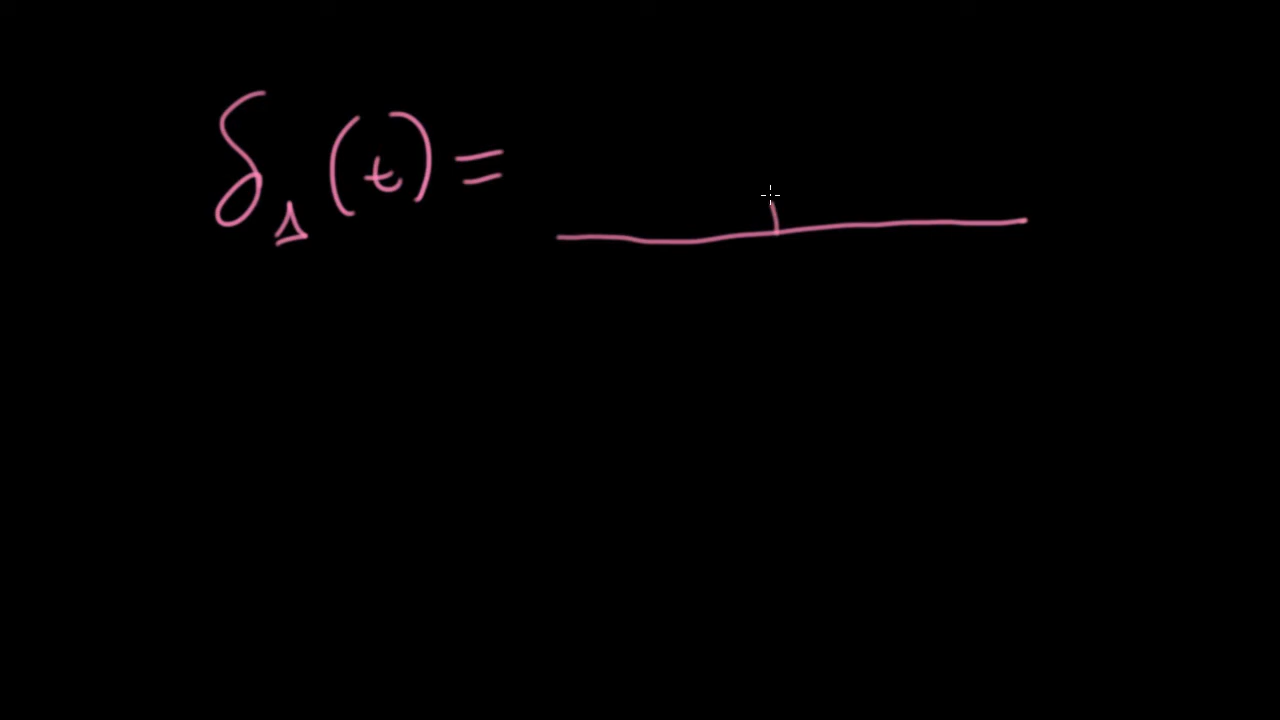 δ_Δ (t) =